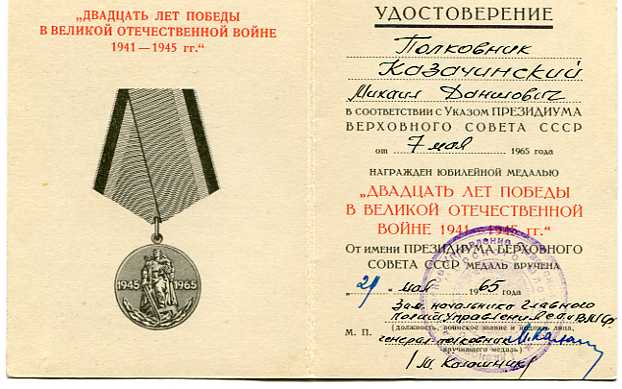 „ДВАДЦАТЬ ЛЕТ ПОБЕДЫ
В ВЕЛИКОЙ ОТЕЧЕСТВЕННОЙ ВОЙНЕ
1941—1945 гг.“
1945 1965
УДОСТОВЕРЕНИЕ
Полковник
Казачинский
Михаил Данилович
В СООТВЕТСТВИИ С УКАЗОМ ПРЕЗИДИУМА
ВЕРХОВНОГО СОВЕТА СССР
от 7 мая 1965 года
НАГРАЖДЕН ЮБИЛЕЙНОЙ МЕДАЛЬЮ
„ДВАДЦАТЬ ЛЕТ ПОБЕДЫ
В ВЕЛИКОЙ ОТЕЧЕСТВЕННОЙ
ВОЙНЕ 1941—1945 гг.“
ОТ ИМЕНИ ПРЕЗИДИУМА ВЕРХОВНОГО
СОВЕТА СССР МЕДАЛЬ ВРУЧЕНА
мая 1965 года
Зам. начальника Главного
Политуправления
М. П. (должность, воинское звание и подпись лица,
генерал-полковник
вручившего медаль)